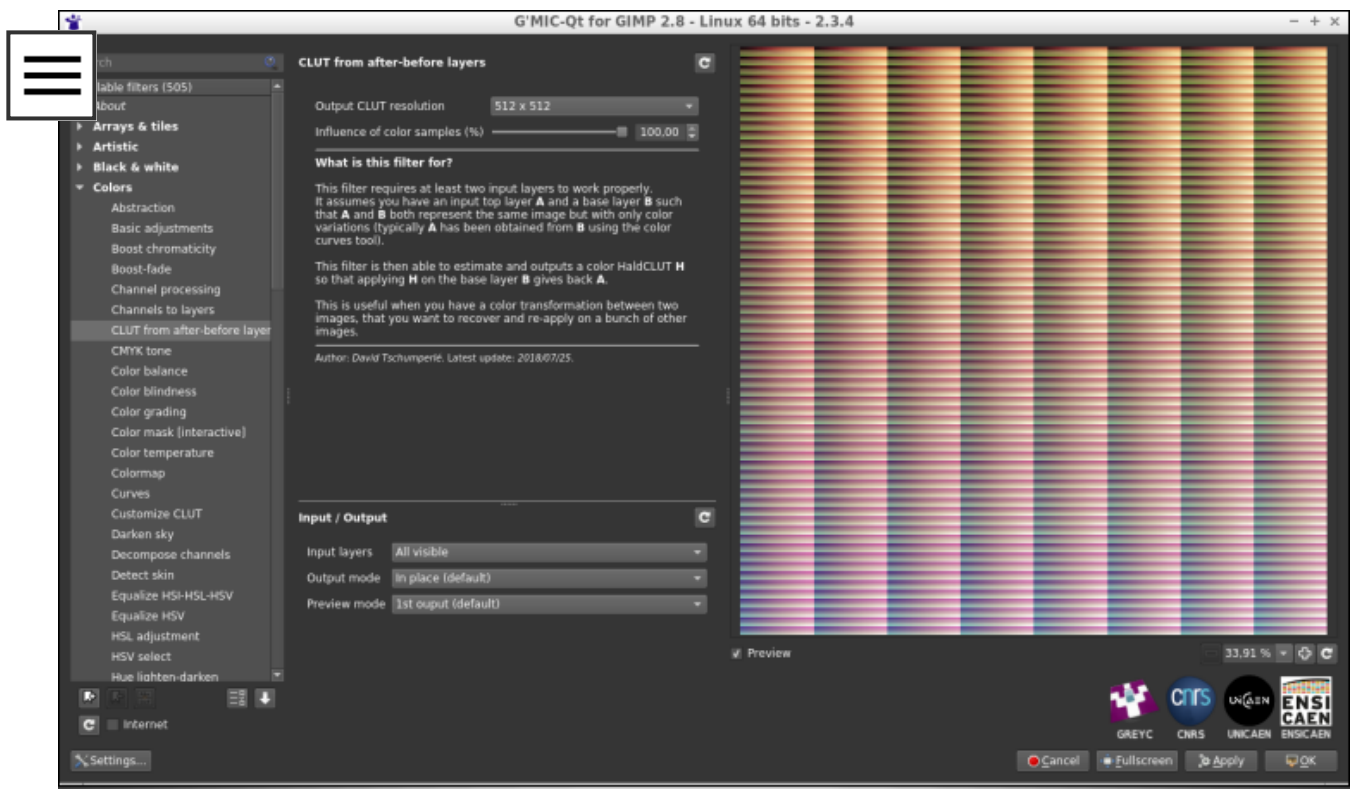 G'MIC-Qt for GIMP 2.8 - Linux 64 bits - 2.3.4
CLUT from after-before layers
lable filters (505)
About
Arrays & tiles
Artistic
Black & white
Colors
Abstraction
Basic adjustments
Boost chromaticity
Boost-fade
Channel processing
Channels to layers
CLUT from after-before layer
CMYK tone
Color balance
Color blindness
Color grading
Color mask [interactive]
Color temperature
Colormap
Curves
Customize CLUT
Darken sky
Decompose channels
Detect skin
Equalize HSI-HSL-HSV
Equalize HSV
HSL adjustment
HSV select
Hue lighten-darken
Internet
Settings...
Output CLUT resolution 512 x 512
Influence of color samples (%) 100,00
What is this filter for?
This filter requires at least two input layers to work properly.
It assumes you have an input top layer A and a base layer B such
that A and B both represent the same image but with only color
variations (typically A has been obtained from B using the color
curves tool).
This filter is then able to estimate and outputs a color HaldCLUT H
so that applying H on the base layer B gives back A.
This is useful when you have a color transformation between two
images, that you want to recover and re-apply on a bunch of other
images.
Author: David Tschumperlé. Latest update: 2018/07/25.
Input / Output
Input layers All visible
Output mode In place (default)
Preview mode 1st ouput (default)
Preview
33,91 %
GREYC
cnrs
CNRS
UNICAEN
UNICAEN
ENSI
CAEN
ENSICAEN
Cancel
Fullscreen
Apply
OK